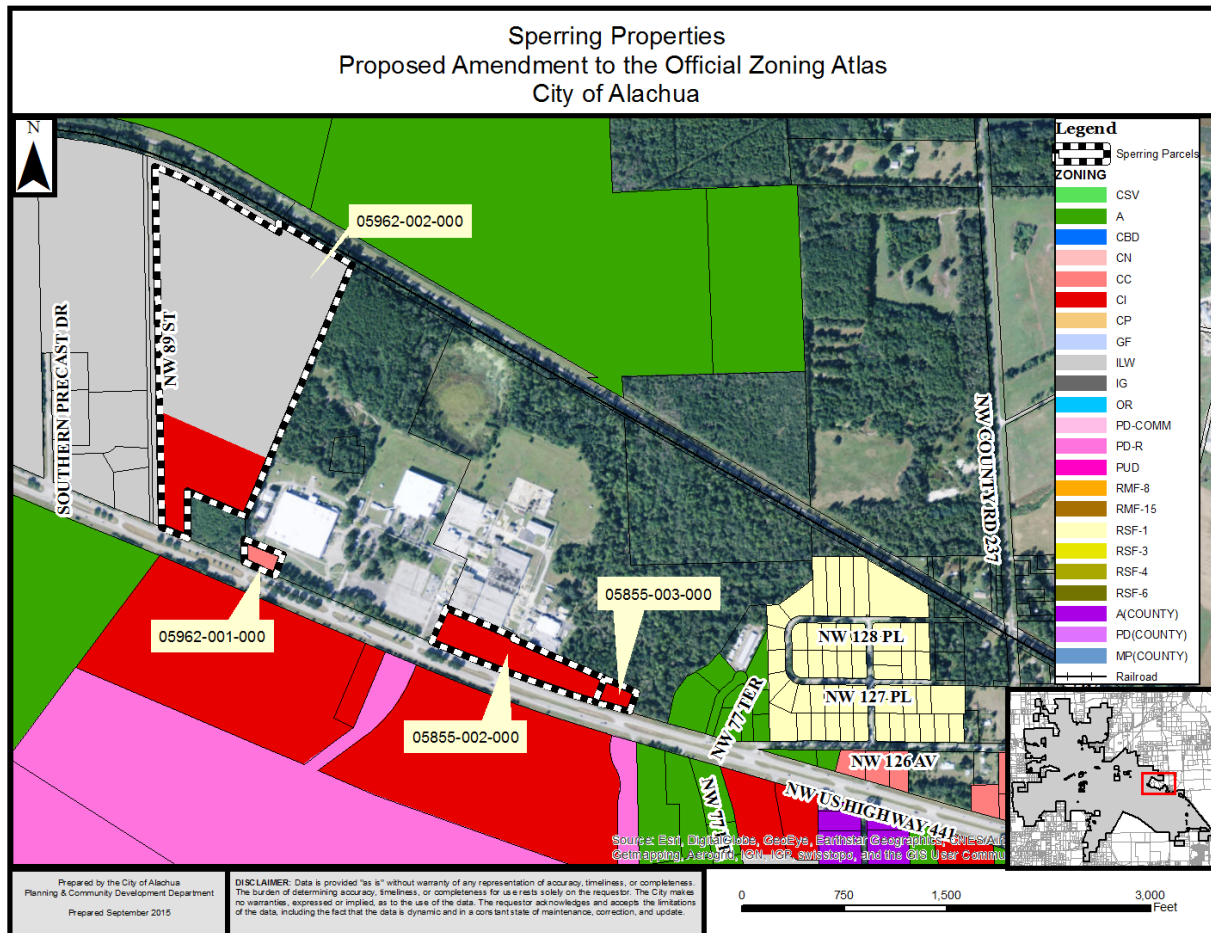 Sperring Properties
Proposed Amendment to the Official Zoning Atlas
City of Alachua
N
Legend
Sperring Parcels
ZONING
CSV
A
CBD
CN
CC
CI
CP
GF
ILW
IG
OR
PD-COMM
PD-R
PUD
RMF-8
RMF-15
RSF-1
RSF-3
RSF-4
RSF-6
A(COUNTY)
PD(COUNTY)
MP(COUNTY)
Railroad
05962-002-000
SOUTHERN PRECAST DR
NW 89 ST
NW COUNTY RD 237
05962-001-000
05855-003-000
05855-002-000
NW 128 PL
NW 127 PL
NW 77 TER
NW 126 AV
NW US HIGHWAY 441
Source: Esri, DigitalGlobe, GeoEye, Earthstar Geographics,
Getmapping, Aerogrid, IGN, IGP, swisstopo, and the GIS User
Prepared by the City of Alachua
Planning & Community Development Department
Prepared September 2015
DISCLAIMER: Data is provided "as is" without warranty of any representation of accuracy, timeliness, or completeness.
The burden of determining accuracy, timeliness, or completeness for use rests solely on the requestor. The City makes
no warranties, expressed or implied, as to the use of the data. The requestor acknowledges and accepts the limitations
of the data, including the fact that the data is dynamic and in a constant state of maintenance, correction, and update.
0 750 1,500 3,000
Feet